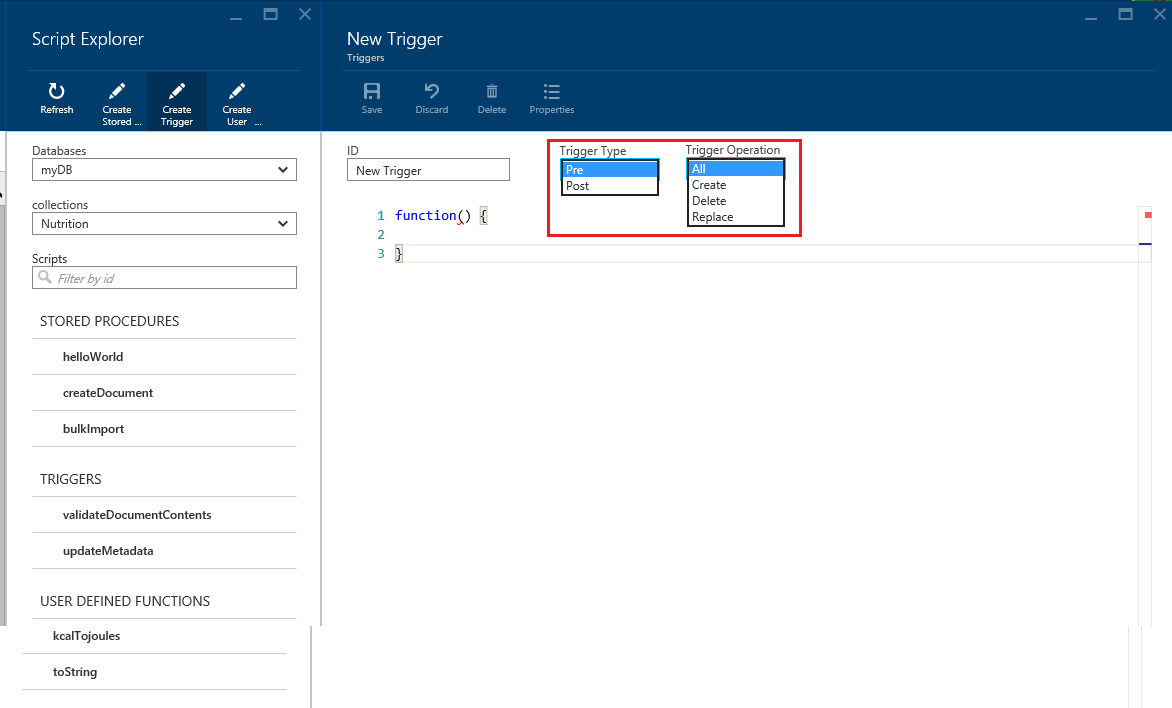 Script Explorer
Refresh
Create Stored ...
Create Trigger
Create User ...
Databases
myDB
collections
Nutrition
Scripts
Filter by id
STORED PROCEDURES
helloWorld
createDocument
bulkImport
TRIGGERS
validateDocumentContents
updateMetadata
USER DEFINED FUNCTIONS
kcalTojoules
toString
New Trigger
Triggers
Save
Discard
Delete
Properties
ID
New Trigger
Trigger Type
Pre
Post
Trigger Operation
All
Create
Delete
Replace
1 function() {
2
3 }